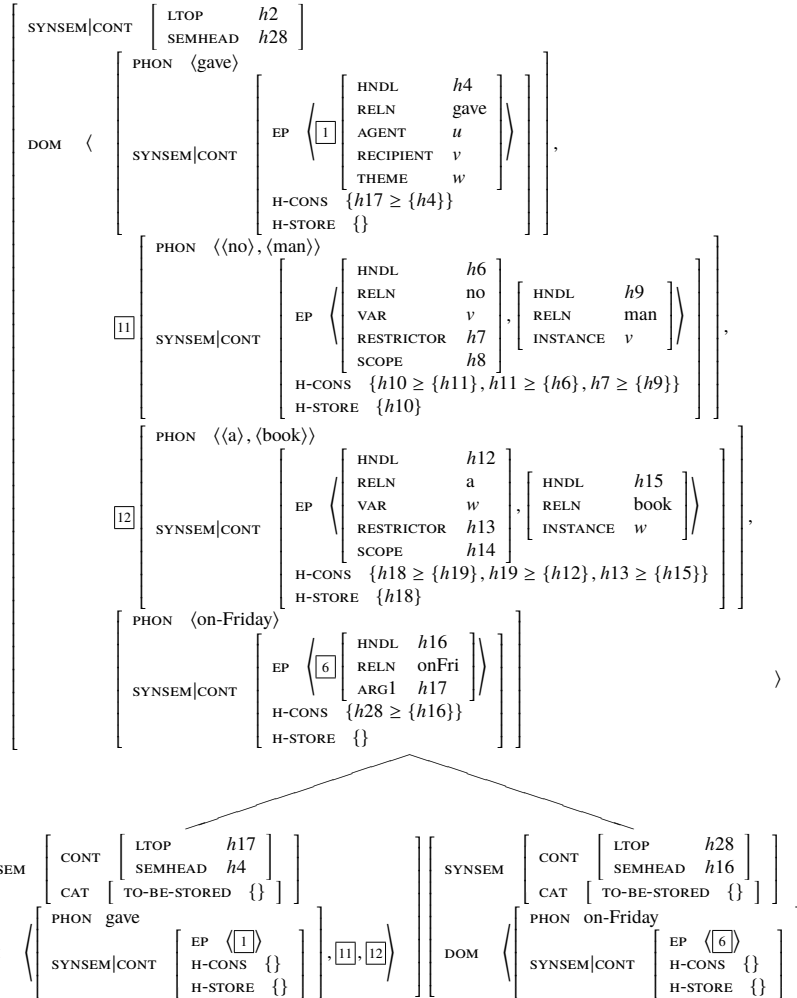 LTOP h2
SYNSEM|CONT
SEMHEAD h28
PHON ⟨gave⟩
HNDL h4
RELN gave
EP ⟨ 1 AGENT u ⟩
DOM ⟨ SYNSEM|CONT RECIPIENT v ,
THEME w
H-CONS {h17 ≥ {h4}}
H-STORE {}
PHON ⟨⟨no⟩, ⟨man⟩⟩
HNDL h6
RELN no HNDL h9
EP ⟨ VAR v , RELN man ⟩
11 SYNSEM|CONT RESTRICTOR h7 INSTANCE v ,
SCOPE h8
H-CONS {h10 ≥ {h11}, h11 ≥ {h6}, h7 ≥ {h9}}
H-STORE {h10}
PHON ⟨⟨a⟩, ⟨book⟩⟩
HNDL h12
RELN a HNDL h15
EP ⟨ VAR w , RELN book ⟩
12 SYNSEM|CONT RESTRICTOR h13 INSTANCE w ,
SCOPE h14
H-CONS {h18 ≥ {h19}, h19 ≥ {h12}, h13 ≥ {h15}}
H-STORE {h18}
PHON ⟨on-Friday⟩
HNDL h16
EP ⟨ 6 RELN onFri ⟩
SYNSEM|CONT ARG1 h17 ⟩
H-CONS {h28 ≥ {h16}}
H-STORE {}
LTOP h17 LTOP h28
SEM CONT SYNSEM CONT
SEMHEAD h4 SEMHEAD h16
CAT [ TO-BE-STORED {} ] CAT [ TO-BE-STORED {} ]
PHON gave PHON on-Friday
EP ⟨ 1 ⟩ EP ⟨ 6 ⟩
⟨ SYNSEM|CONT H-CONS {} , 11 , 12 ⟩ DOM ⟨ SYNSEM|CONT H-CONS {}
H-STORE {} H-STORE {}